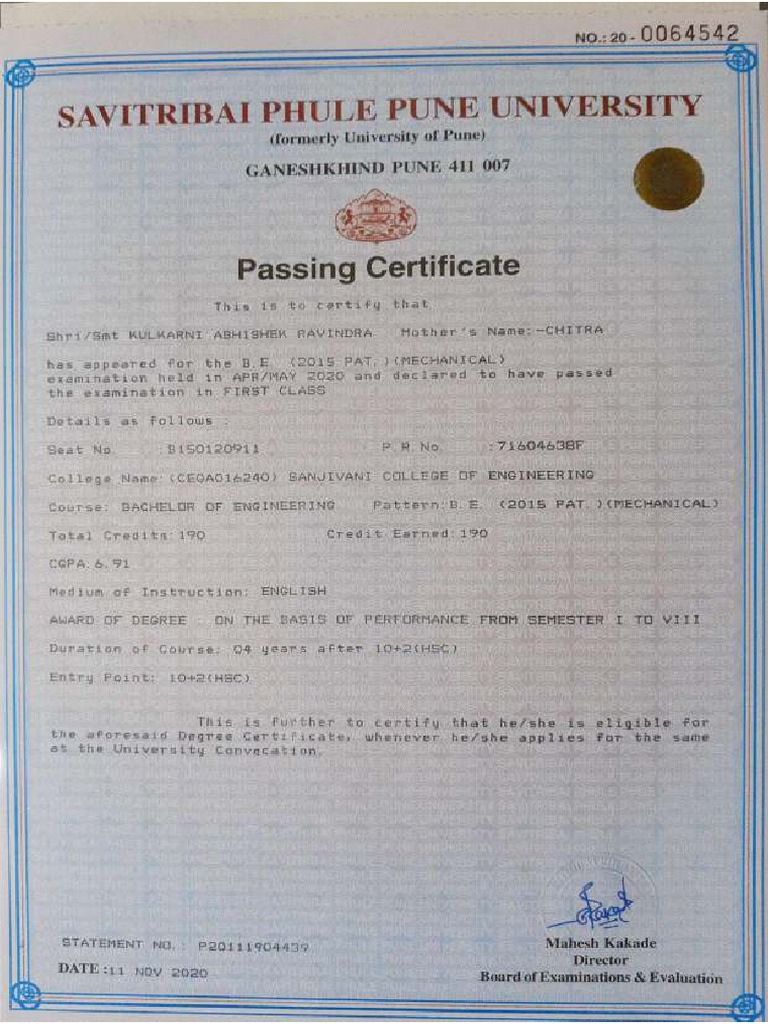 NO.: 20 - 0064542
SAVITRIBAI PHULE PUNE UNIVERSITY
(formerly University of Pune)
GANESHKHIND PUNE 411 007
Passing Certificate
This is to certify that
Shri/Smt KULKARNI ABHISHEK RAVINDRA Mother's Name:-CHITRA
has appeared for the B.E. (2015 PAT.)(MECHANICAL)
examination held in APR/MAY 2020 and declared to have passed
the examination in FIRST CLASS
Details as follows :
Seat No. :B150120911 P.R.No. :71604638F
College Name:(CEOA016240) SANJIVANI COLLEGE OF ENGINEERING
Course: BACHELOR OF ENGINEERING Pattern:B.E. (2015 PAT.)(MECHANICAL)
Total Credits:190 Credit Earned:190
CGPA:6.91
Medium of Instruction: ENGLISH
AWARD OF DEGREE : ON THE BASIS OF PERFORMANCE FROM SEMESTER I TO VIII
Duration of Course: 04 years after 10+2(HSC)
Entry Point: 10+2(HSC)
This is further to certify that he/she is eligible for
the aforesaid Degree Certificate, whenever he/she applies for the same
at the University Convocation.
STATEMENT NO.: P20111904439
Mahesh Kakade
DATE :11 NOV 2020
Director
Board of Examinations & Evaluation